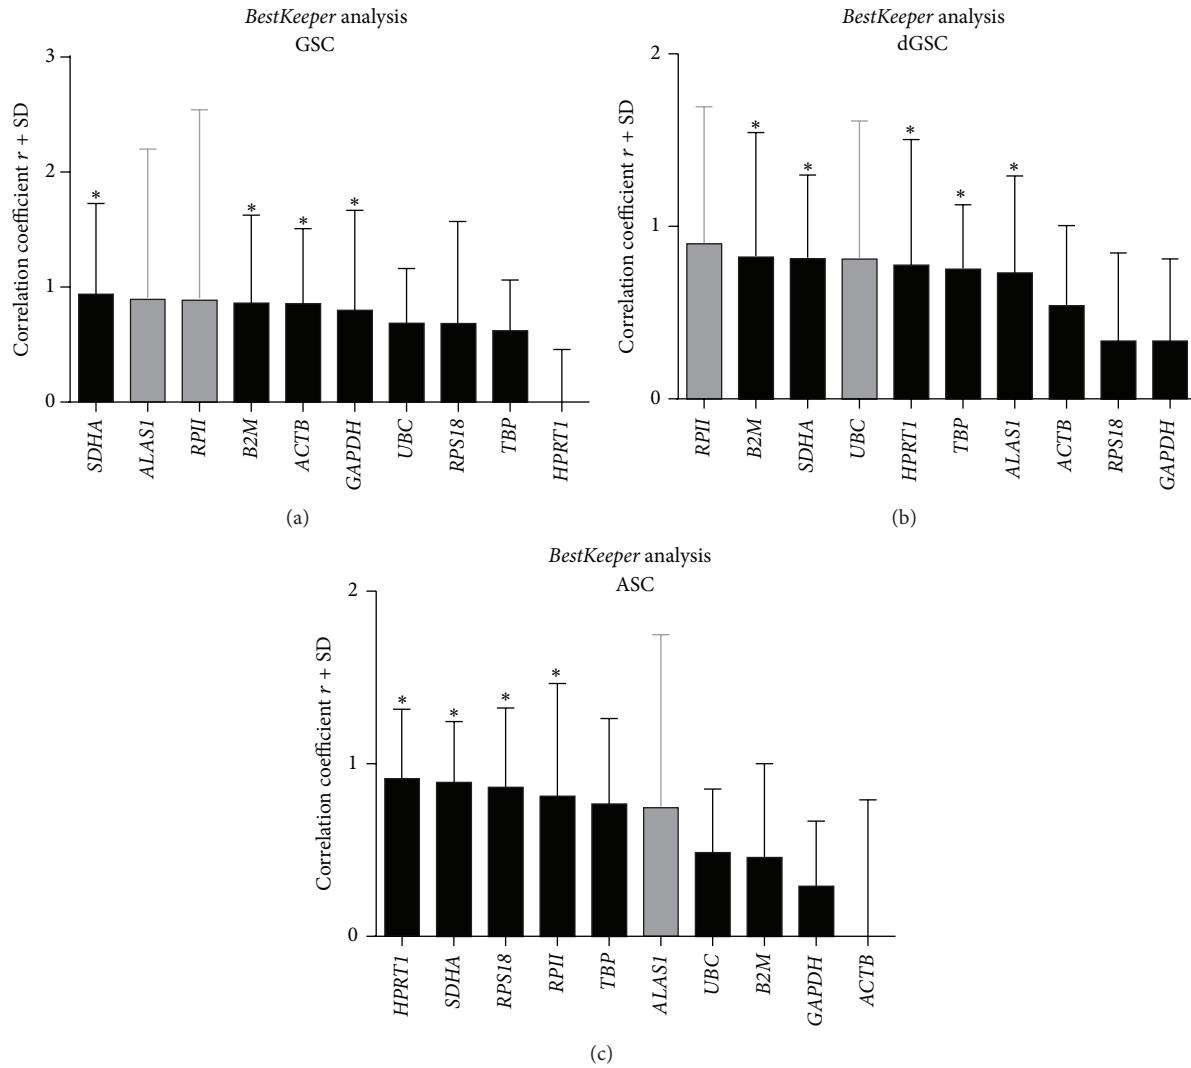 BestKeeper analysis
GSC
Correlation coefficient r + SD
3
2
1
0
* * * * *
SDHA ALAS1 RPII B2M ACTB GAPDH UBC RPS18 TBP HPRT1
(a)
BestKeeper analysis
dGSC
Correlation coefficient r + SD
2
1
0
* * * * *
RPII B2M SDHA UBC HPRT1 TBP ALAS1 ACTB RPS18 GAPDH
(b)
BestKeeper analysis
ASC
Correlation coefficient r + SD
2
1
0
* * * *
HPRT1 SDHA RPS18 RPII TBP ALAS1 UBC B2M GAPDH ACTB
(c)